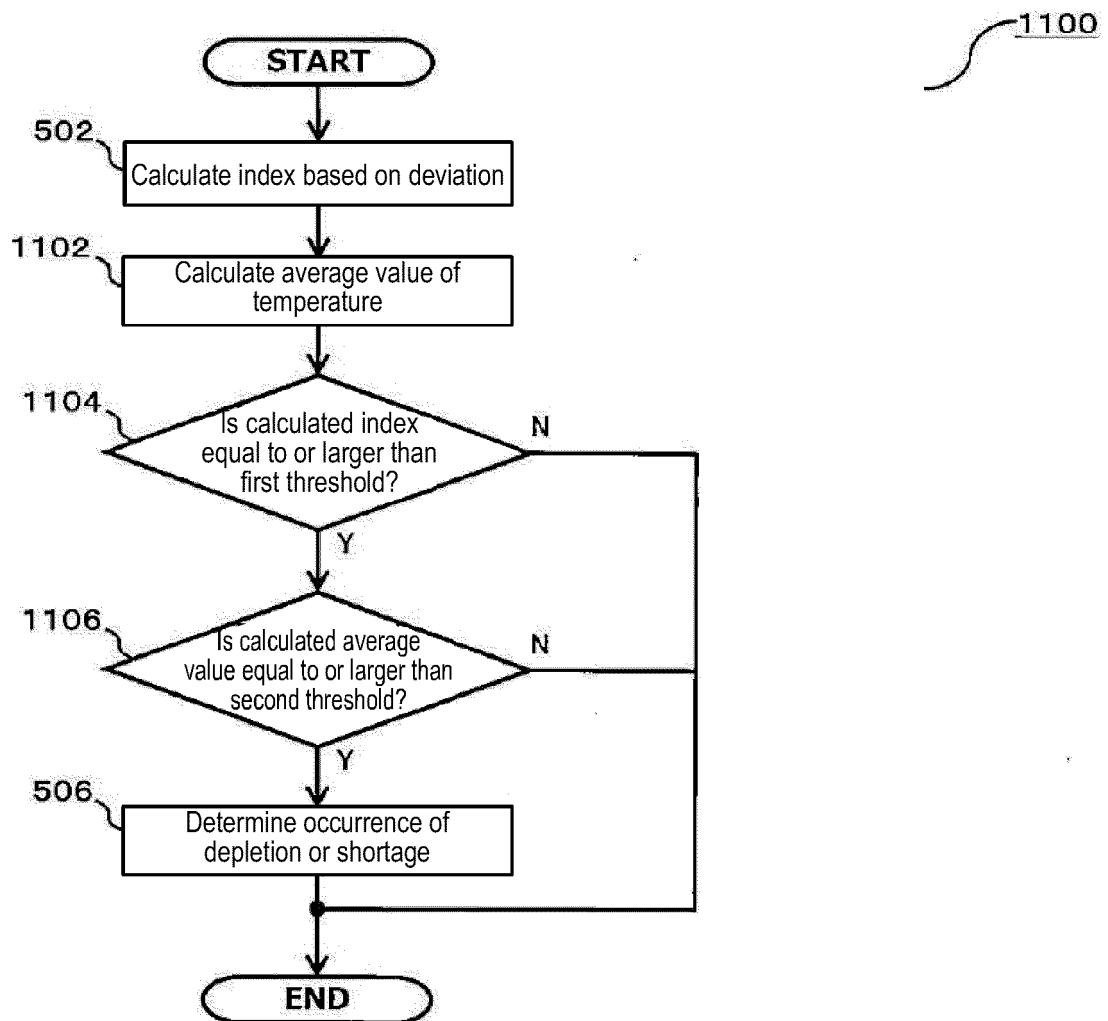 1100
START
502
Calculate index based on deviation
1102
Calculate average value of
temperature
1104
Is calculated index
equal to or larger than
first threshold?
N
Y
1106
Is calculated average
value equal to or larger than
second threshold?
N
Y
506
Determine occurrence of
depletion or shortage
END